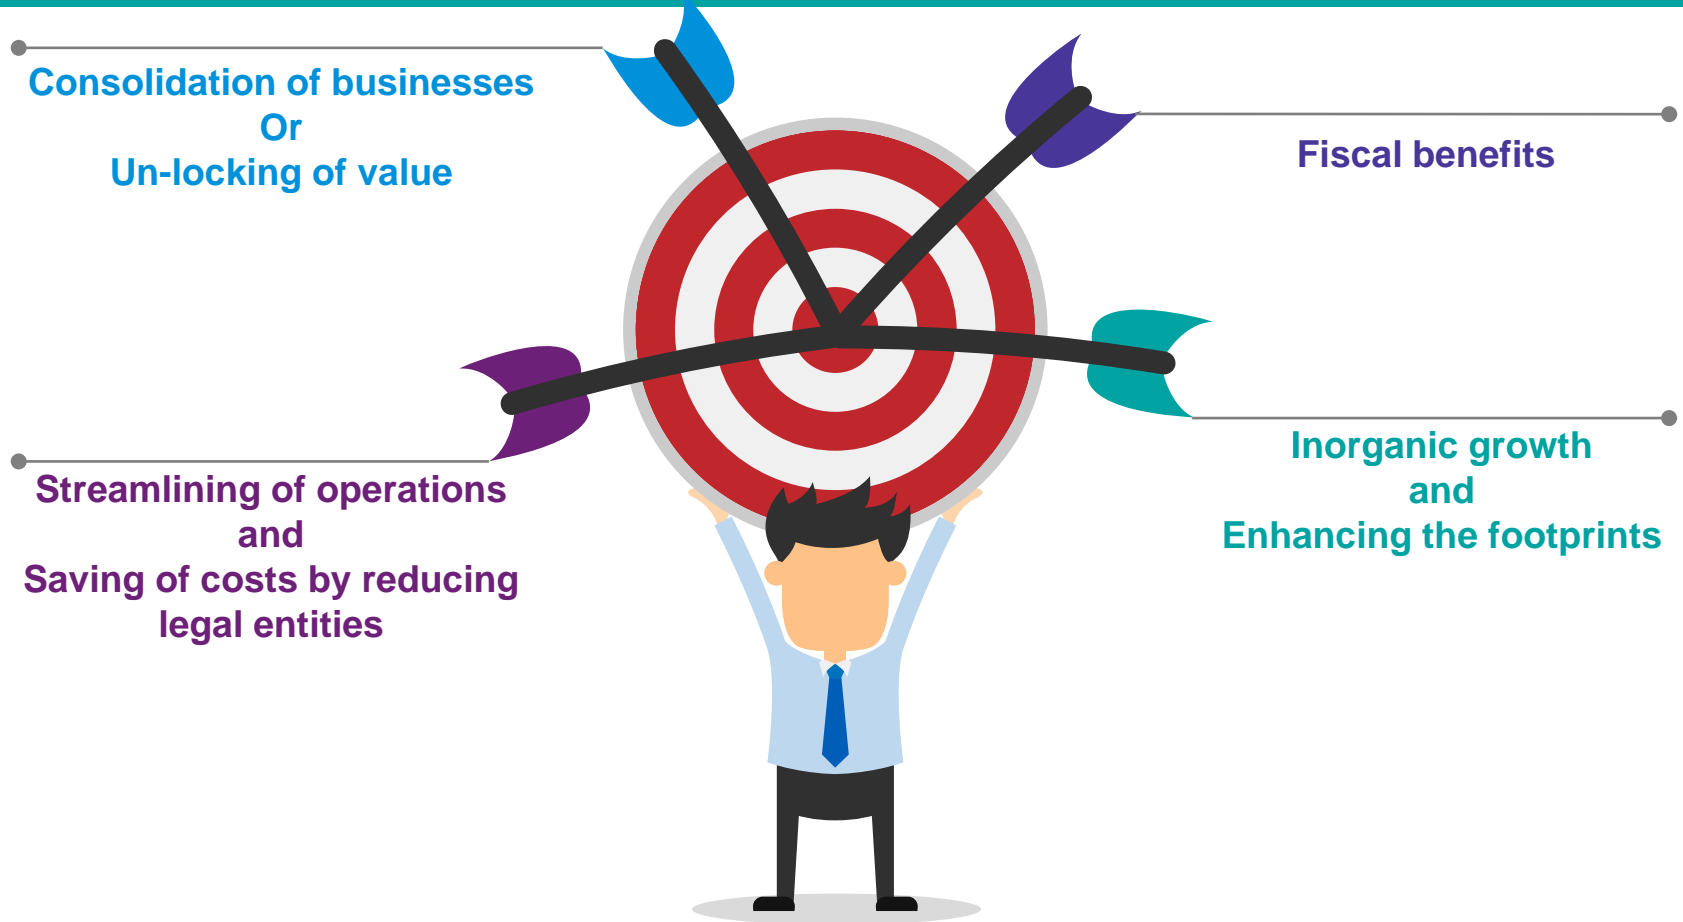 Consolidation of businesses
Or
Un-locking of value
Fiscal benefits
Streamlining of operations
and
Saving of costs by reducing
legal entities
Inorganic growth
and
Enhancing the footprints